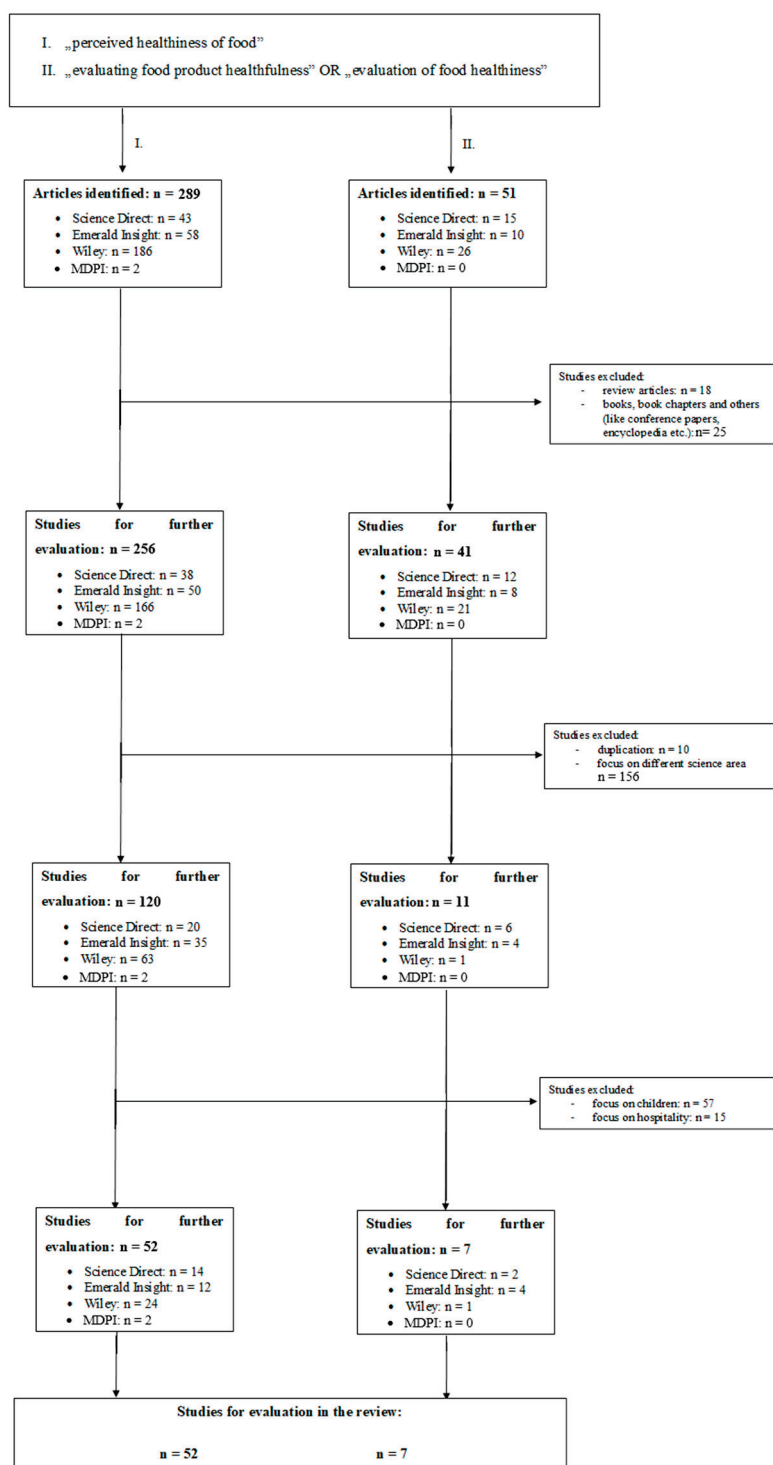 I. „perceived healthiness of food”
II. „evaluating food product healthfulness” OR „evaluation of food healthiness”
I.
II.
Articles identified: n = 289
• Science Direct: n = 43
• Emerald Insight: n = 58
• Wiley: n = 186
• MDPI: n = 2
Articles identified: n = 51
• Science Direct: n = 15
• Emerald Insight: n = 10
• Wiley: n = 26
• MDPI: n = 0
Studies excluded:
- review articles: n = 18
- books, book chapters and others
(like conference papers,
encyclopedia etc.): n= 25
Studies for further
evaluation: n = 256
• Science Direct: n = 38
• Emerald Insight: n = 50
• Wiley: n = 166
• MDPI: n = 2
Studies for further
evaluation: n = 41
• Science Direct: n = 12
• Emerald Insight: n = 8
• Wiley: n = 21
• MDPI: n = 0
Studies excluded:
- duplication: n = 10
- focus on different science area
n = 156
Studies for further
evaluation: n = 120
• Science Direct: n = 20
• Emerald Insight: n = 35
• Wiley: n = 63
• MDPI: n = 2
Studies for further
evaluation: n = 11
• Science Direct: n = 6
• Emerald Insight: n = 4
• Wiley: n = 1
• MDPI: n = 0
Studies excluded:
- focus on children: n = 57
- focus on hospitality: n = 15
Studies for further
evaluation: n = 52
• Science Direct: n = 14
• Emerald Insight: n = 12
• Wiley: n = 24
• MDPI: n = 2
Studies for further
evaluation: n = 7
• Science Direct: n = 2
• Emerald Insight: n = 4
• Wiley: n = 1
• MDPI: n = 0
Studies for evaluation in the review:
n = 52 n = 7